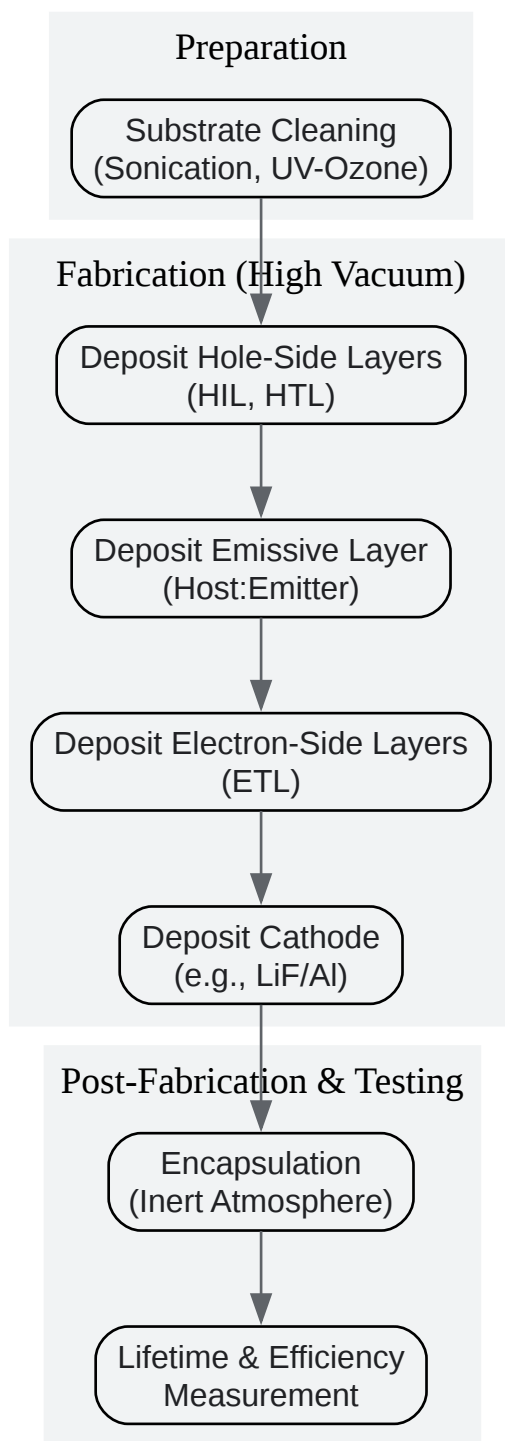 Preparation
Substrate Cleaning
(Sonication, UV-Ozone)
Fabrication (High Vacuum)
Deposit Hole-Side Layers
(HIL, HTL)
Deposit Emissive Layer
(Host:Emitter)
Deposit Electron-Side Layers
(ETL)
Deposit Cathode
(e.g., LiF/Al)
Post-Fabrication & Testing
Encapsulation
(Inert Atmosphere)
Lifetime & Efficiency
Measurement